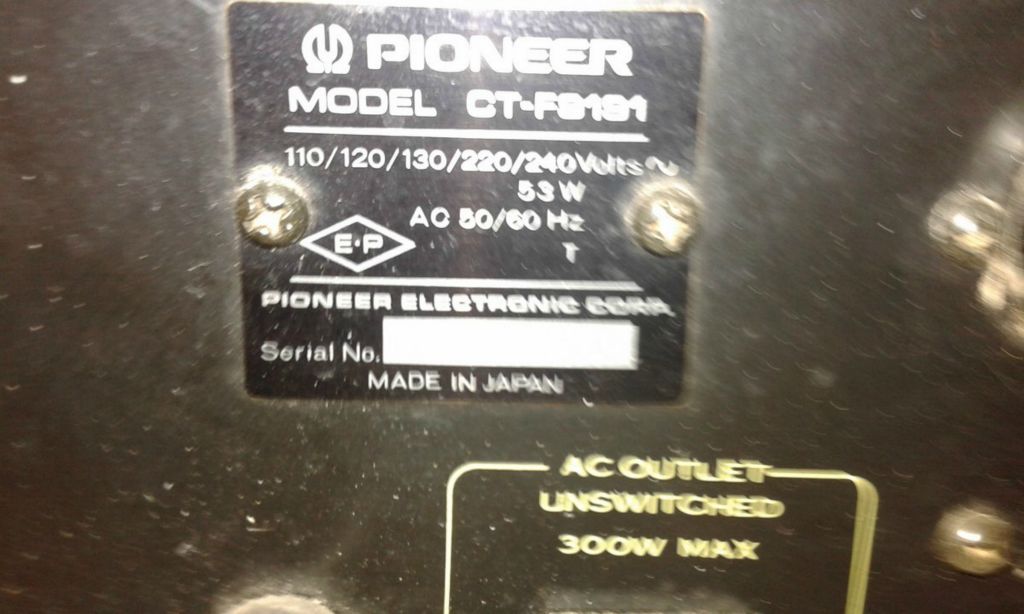 PIONEER
MODEL CT-F9191
110/120/130/220/240Volts~
53W
AC 50/60 Hz
E·P
T
PIONEER ELECTRONIC CORP.
Serial No.
MADE IN JAPAN
AC OUTLET
UNSWITCHED
300W MAX